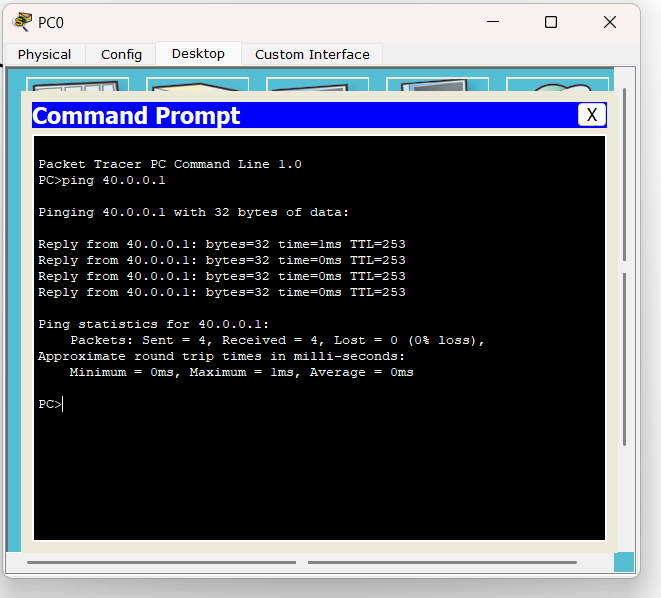 PC0
Physical Config Desktop Custom Interface
Command Prompt X
Packet Tracer PC Command Line 1.0
PC>ping 40.0.0.1
Pinging 40.0.0.1 with 32 bytes of data:
Reply from 40.0.0.1: bytes=32 time=1ms TTL=253
Reply from 40.0.0.1: bytes=32 time=0ms TTL=253
Reply from 40.0.0.1: bytes=32 time=0ms TTL=253
Reply from 40.0.0.1: bytes=32 time=0ms TTL=253
Ping statistics for 40.0.0.1:
Packets: Sent = 4, Received = 4, Lost = 0 (0% loss),
Approximate round trip times in milli-seconds:
Minimum = 0ms, Maximum = 1ms, Average = 0ms
PC>